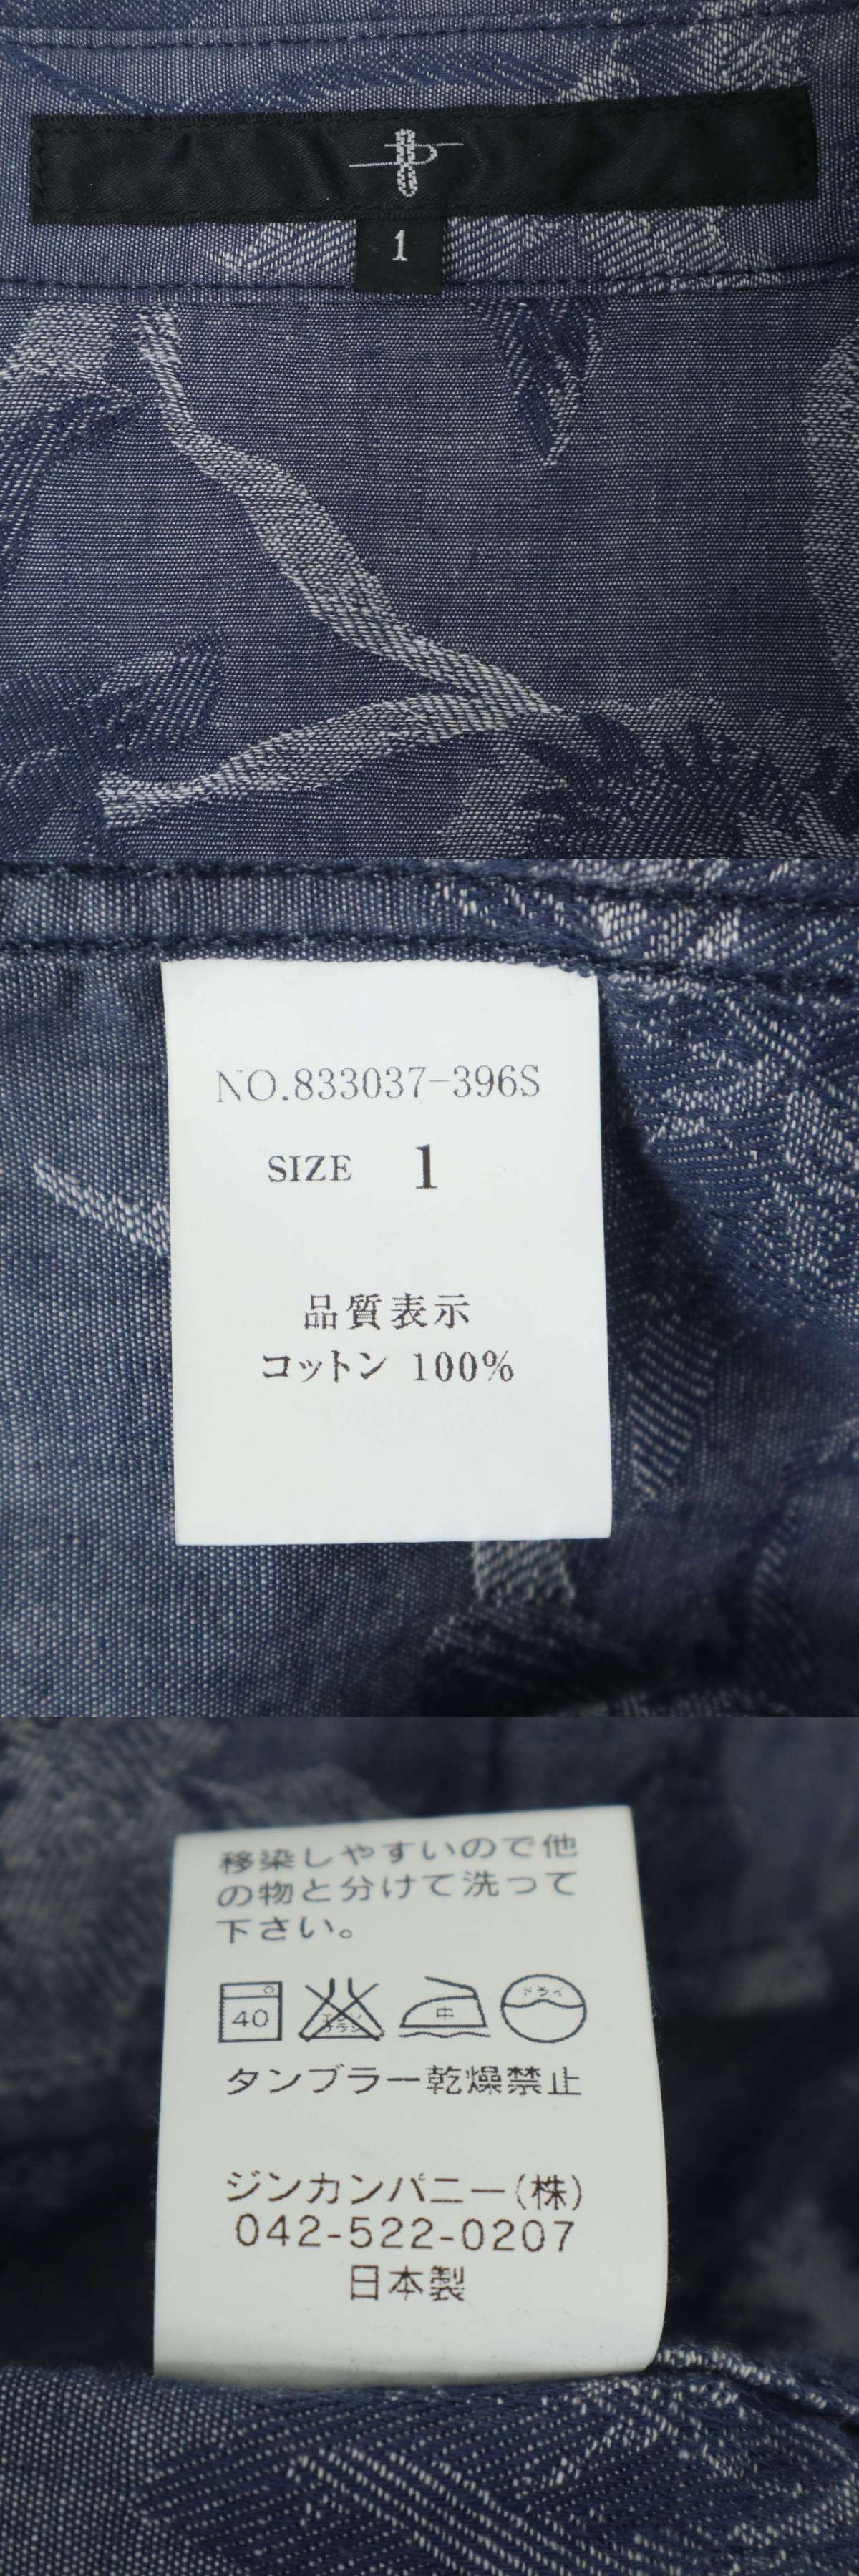 1
NO.833037-396S
SIZE 1
品質表示
コットン 100%
移染しやすいので他
の物と分けて洗って
下さい。
40 中 ドライ
タンブラー乾燥禁止
ジンカンパニー(株)
042-522-0207
日本製